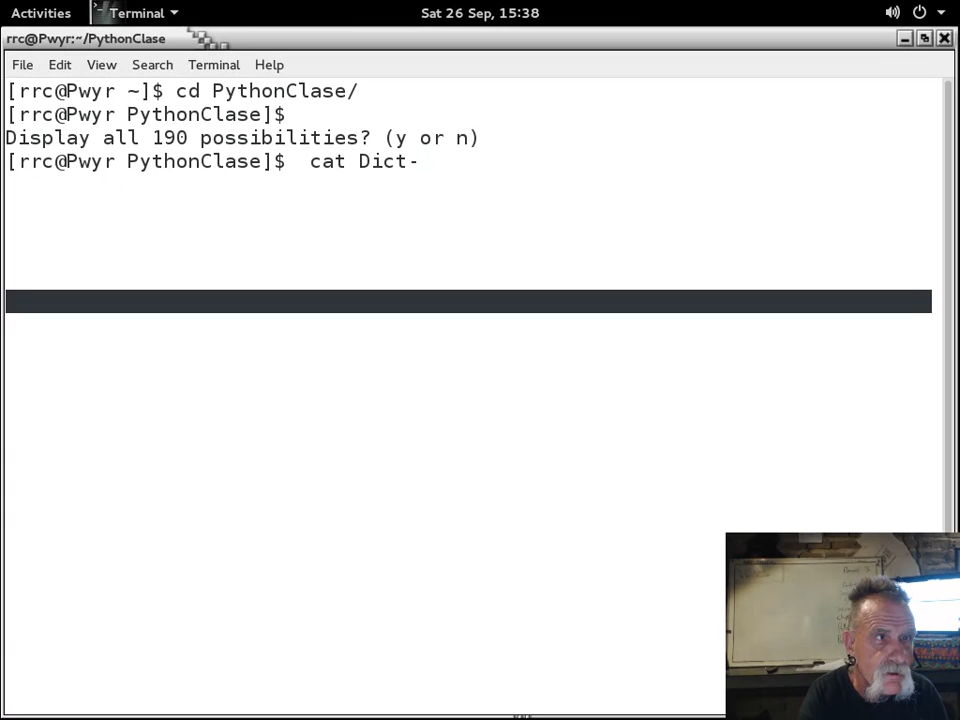 Activities
Terminal
Sat 26 Sep, 15:38
rrc@Pwyr:~/PythonClase
File Edit View Search Terminal Help
[rrc@Pwyr ~]$ cd PythonClase/
[rrc@Pwyr PythonClase]$
Display all 190 possibilities? (y or n)
[rrc@Pwyr PythonClase]$  cat Dict-